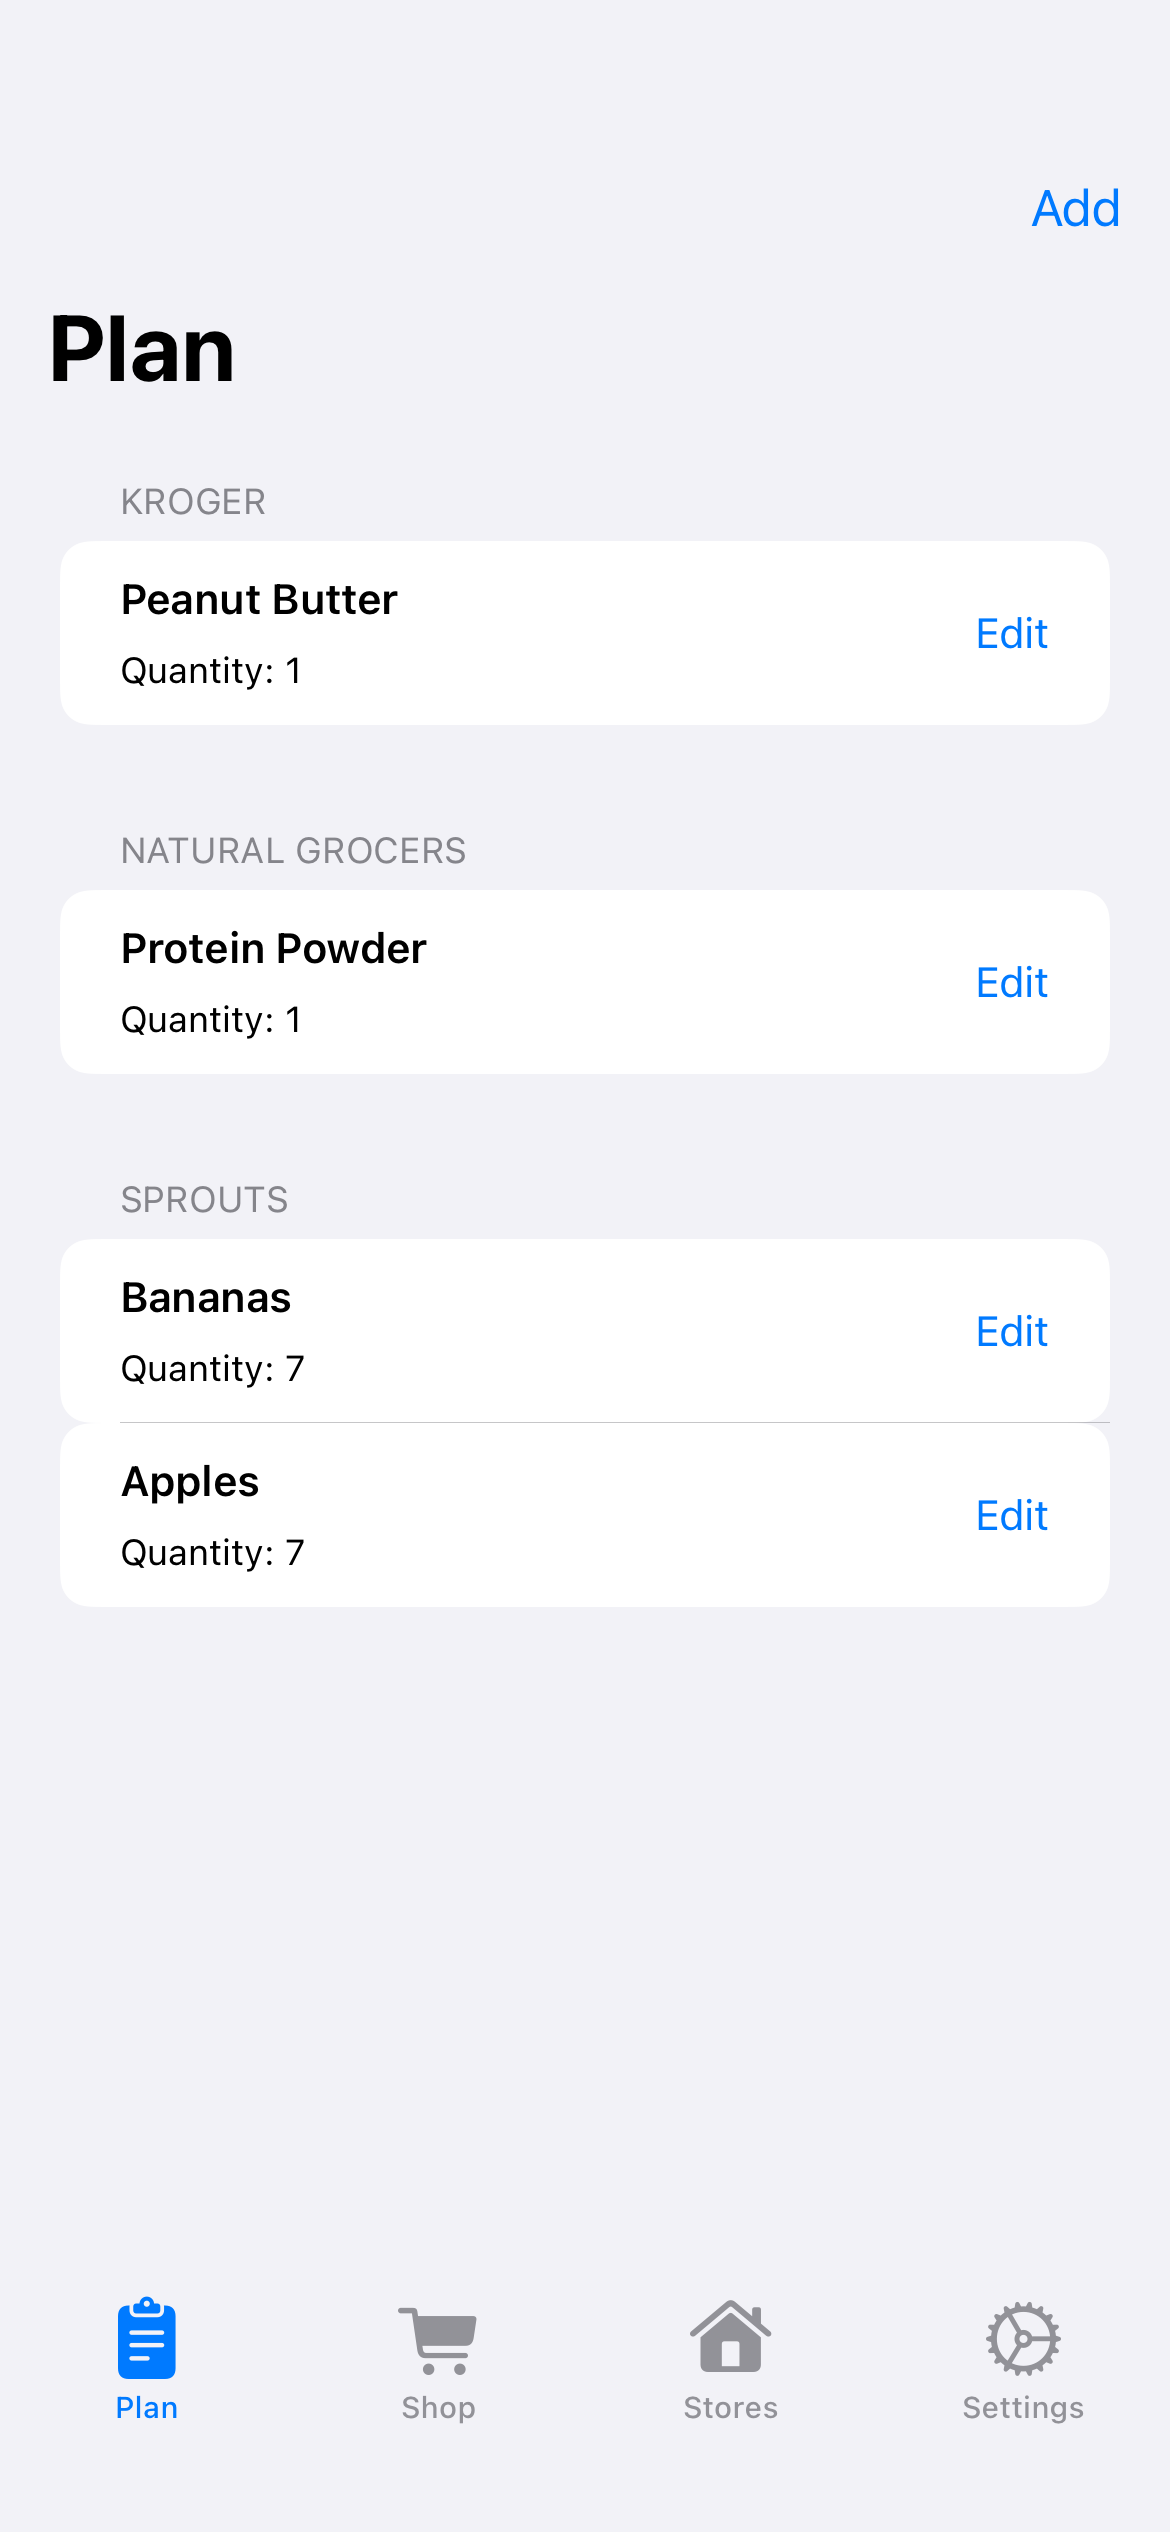 Add
Plan
KROGER
Peanut Butter
Edit
Quantity: 1
NATURAL GROCERS
Protein Powder
Edit
Quantity: 1
SPROUTS
Bananas
Edit
Quantity: 7
Apples
Edit
Quantity: 7
Plan
Shop
Stores
Settings